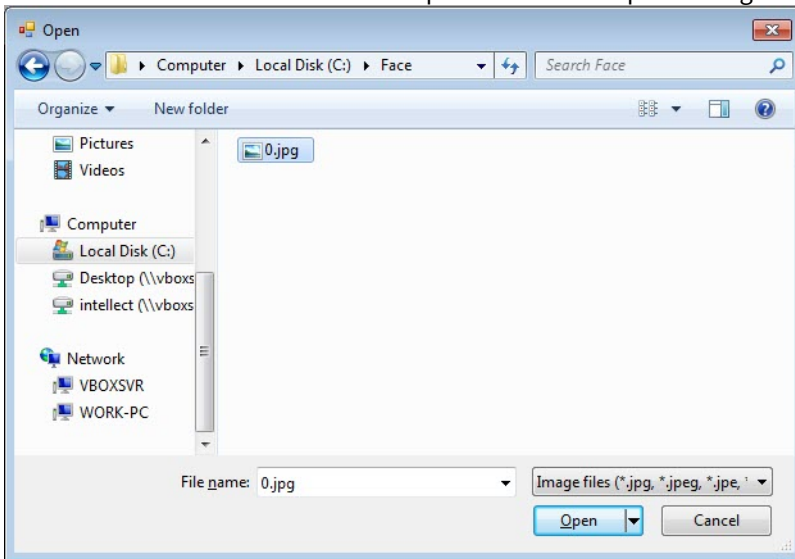 Open
Computer Local Disk (C:) Face
Search Face
Organize New folder
Pictures
Videos
0.jpg
Computer
Local Disk (C:)
Desktop (\\vboxs
intellect (\\vboxs
Network
VBOXSVR
WORK-PC
File name: 0.jpg
Image files (*.jpg, *.jpeg, *.jpe, *
Open Cancel